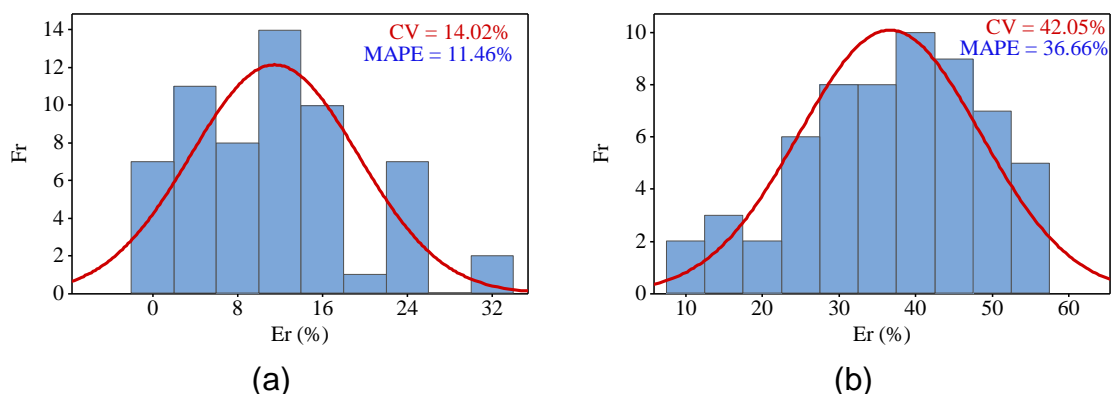 CV = 14.02%
MAPE = 11.46%
14
12
10
8
6
4
2
0
Fr
0 8 16 24 32
Er (%)
(a)
CV = 42.05%
MAPE = 36.66%
10
8
6
4
2
0
Fr
10 20 30 40 50 60
Er (%)
(b)